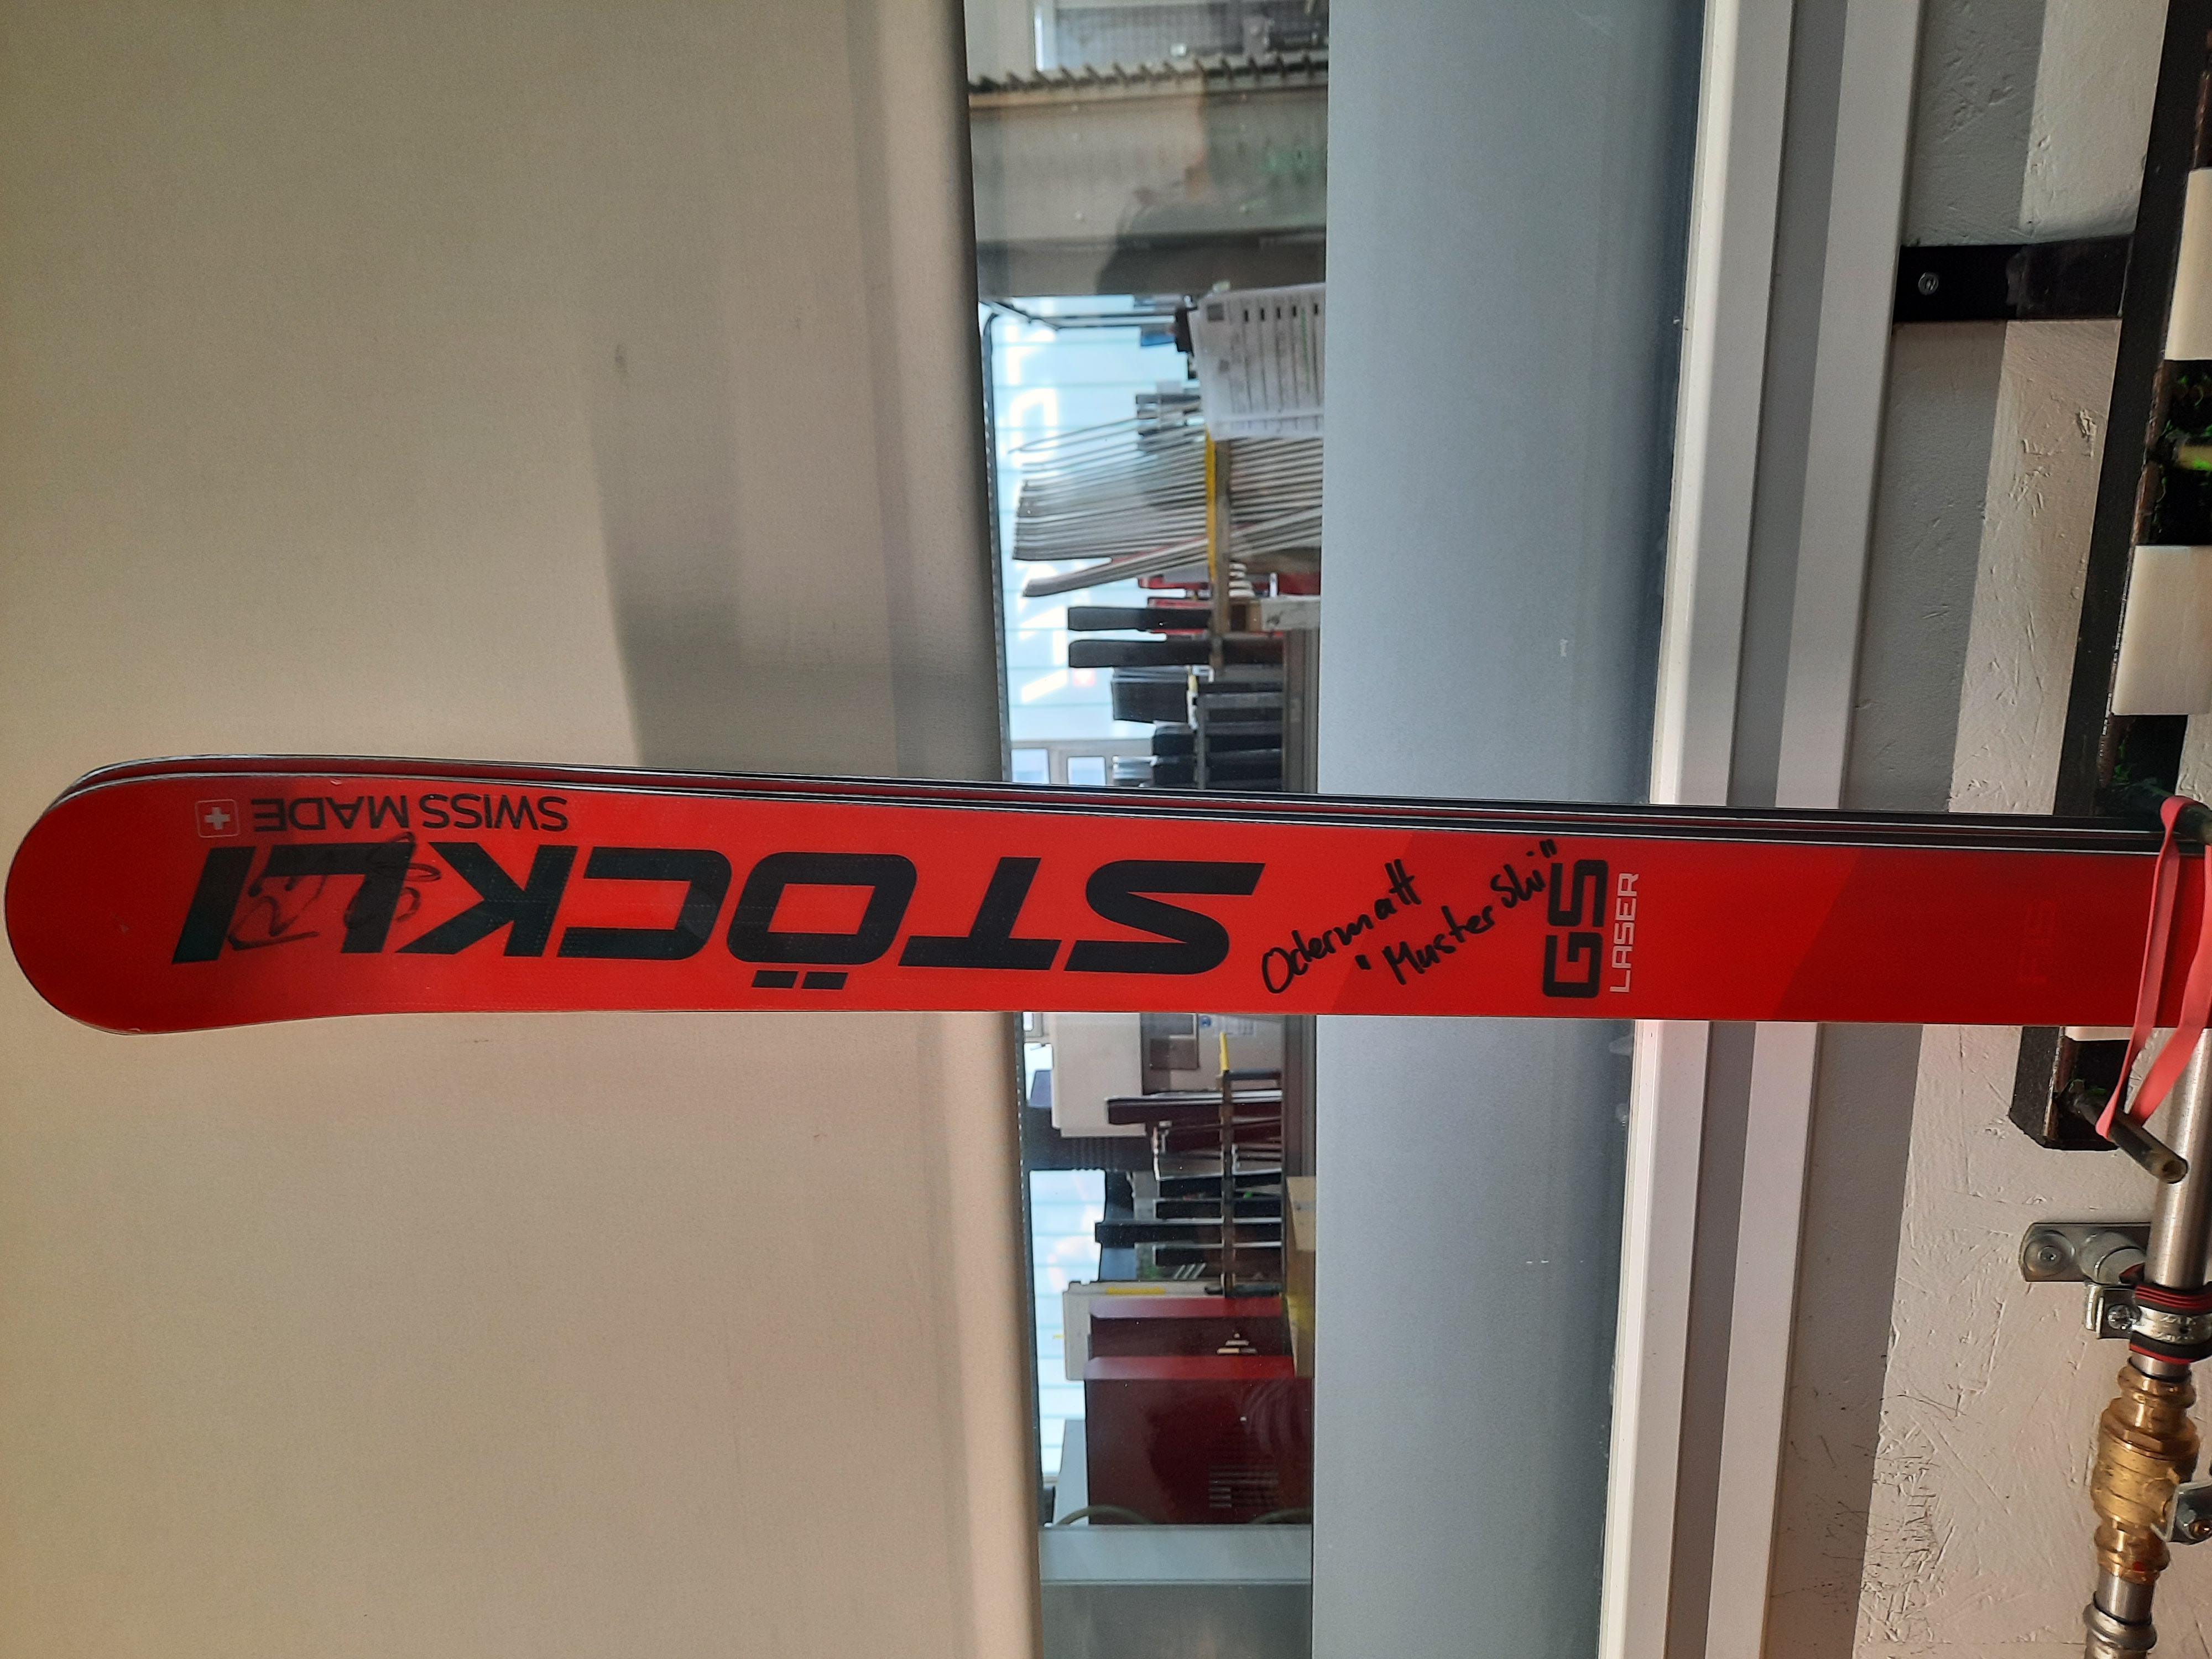 STÖCKLI
SWISS MADE
Odermatt
"Muster Ski"
GS
LASER